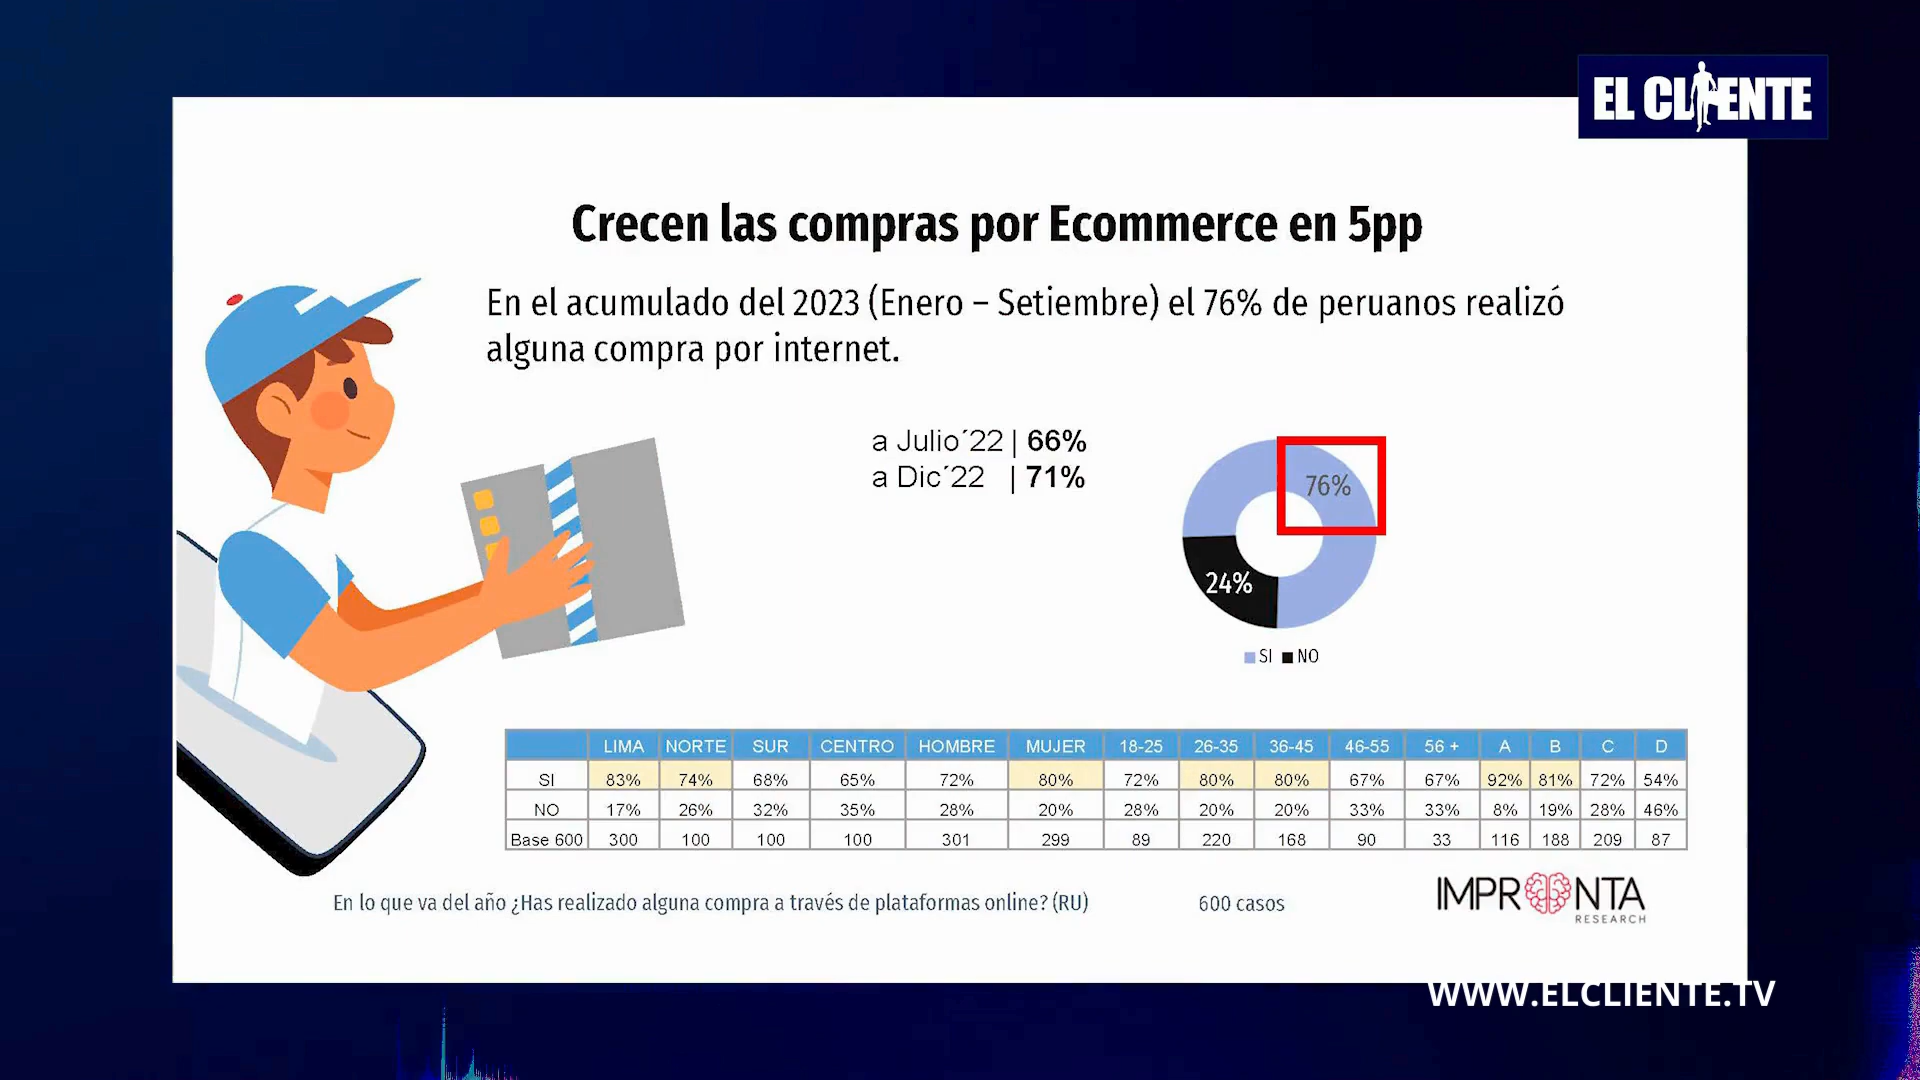 EL CLIENTE
Crecen las compras por Ecommerce en 5pp
En el acumulado del 2023 (Enero – Setiembre) el 76% de peruanos realizó
alguna compra por internet.
a Julio´22 | 66%
a Dic´22 | 71%
76%
24%
SI NO
LIMA NORTE SUR CENTRO HOMBRE MUJER 18-25 26-35 36-45 46-55 56 + A B C D
SI 83% 74% 68% 65% 72% 80% 72% 80% 80% 67% 67% 92% 81% 72% 54%
NO 17% 26% 32% 35% 28% 20% 28% 20% 20% 33% 33% 8% 19% 28% 46%
Base 600 300 100 100 100 301 299 89 220 168 90 33 116 188 209 87
En lo que va del año ¿Has realizado alguna compra a través de plataformas online? (RU)
600 casos
IMPRONTA
RESEARCH
WWW.ELCLIENTE.TV